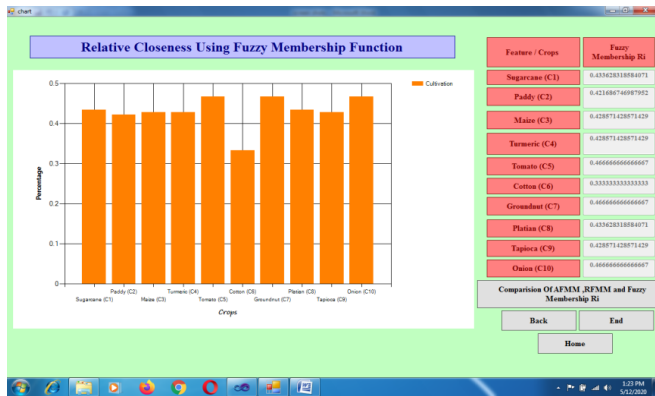 chart
Relative Closeness Using Fuzzy Membership Function
Cultivation
Percentage
0.5
0.4
0.3
0.2
0.1
0
Paddy (C2) Turmeric (C4) Cotton (C6) Platian (C8) Onion (C10)
Sugarcane (C1) Maize (C3) Tomato (C5) Groundnut (C7) Tapioca (C9)
Crops
Feature / Crops
Fuzzy
Membership Ri
Sugarcane (C1) 0.433628318584071
Paddy (C2) 0.421686746987952
Maize (C3) 0.428571428571429
Turmeric (C4) 0.428571428571429
Tomato (C5) 0.466666666666667
Cotton (C6) 0.333333333333333
Groundnut (C7) 0.466666666666667
Platian (C8) 0.433628318584071
Tapioca (C9) 0.428571428571429
Onion (C10) 0.466666666666667
Comparision Of AFMM ,RFMM and Fuzzy
Membership Ri
Back
End
Home
1:23 PM
5/12/2020